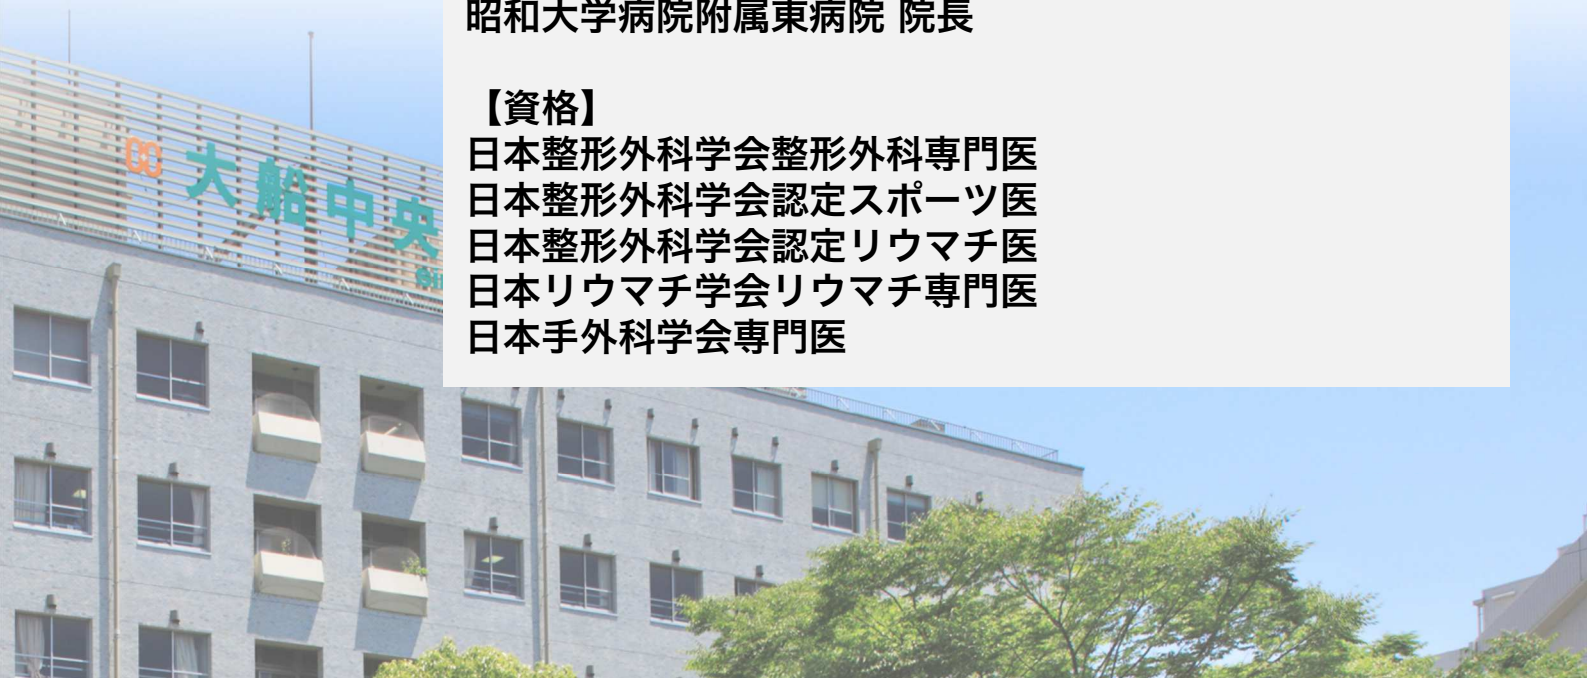 昭和大学病院附属東病院 院長
【資格】
日本整形外科学会整形外科専門医
日本整形外科学会認定スポーツ医
日本整形外科学会認定リウマチ医
日本リウマチ学会リウマチ専門医
日本手外科学会専門医
大船中央